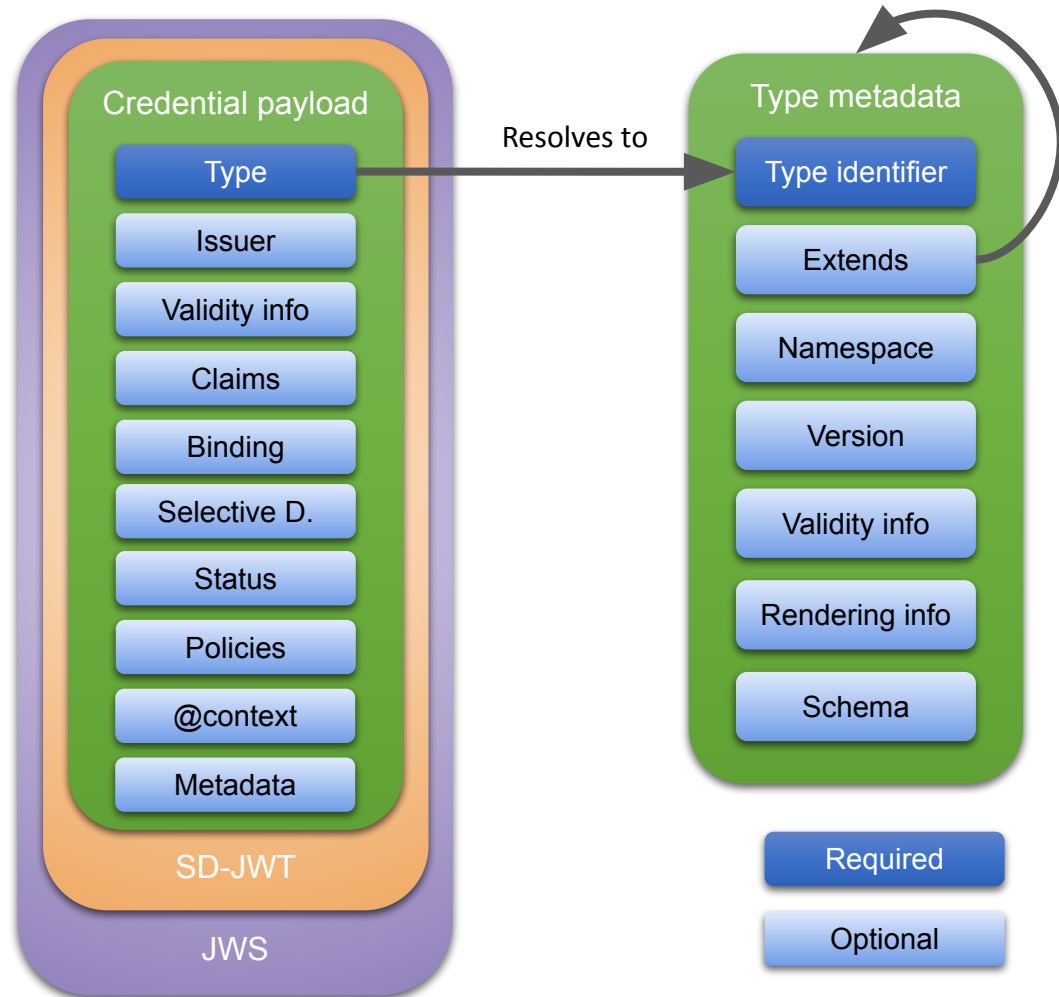 Credential payload
Type
Issuer
Validity info
Claims
Binding
Selective D.
Status
Policies
@context
Metadata
SD-JWT
JWS
Resolves to
Type metadata
Type identifier
Extends
Namespace
Version
Validity info
Rendering info
Schema
Required
Optional